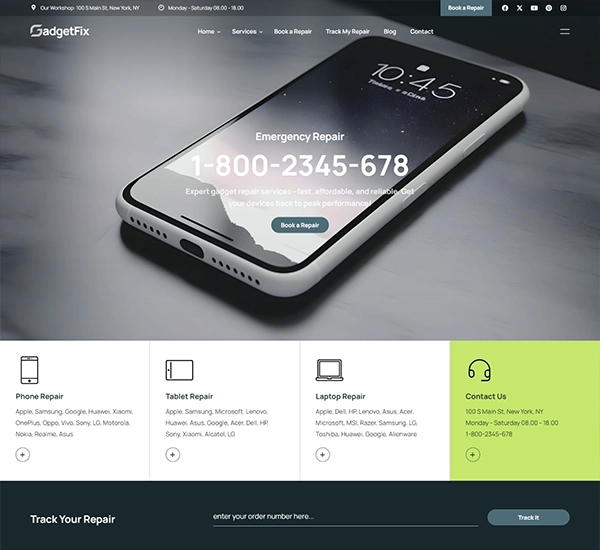 Our Workshop: 100 S Main St, New York, NY
Monday - Saturday 08.00 - 18.00
Book a Repair
GadgetFix
Home
Services
Book a Repair
Track My Repair
Blog
Contact
10:45
Emergency Repair
1-800-2345-678
Expert gadget repair services—fast, affordable, and reliable. Get
your devices back to peak performance!
Book a Repair
Phone Repair
Apple, Samsung, Google, Huawei, Xiaomi,
OnePlus, Oppo, Vivo, Sony, LG, Motorola,
Nokia, Realme, Asus
Tablet Repair
Apple, Samsung, Microsoft, Lenovo,
Huawei, Asus, Google, Acer, Dell, HP,
Sony, Xiaomi, Alcatel, LG
Laptop Repair
Apple, Dell, HP, Lenovo, Asus, Acer,
Microsoft, MSI, Razer, Samsung, LG,
Toshiba, Huawei, Google, Alienware
Contact Us
100 S Main St, New York, NY
Monday - Saturday 08.00 - 18.00
1-800-2345-678
Track Your Repair
enter your order number here...
Track It